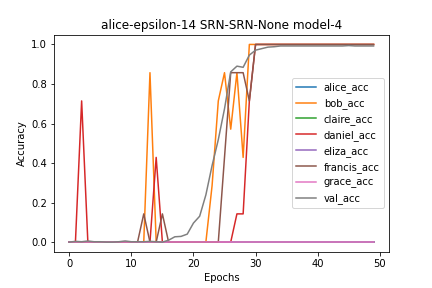 alice-epsilon-14 SRN-SRN-None model-4
Accuracy
1.0
0.8
0.6
0.4
0.2
0.0
0 10 20 30 40 50
Epochs
alice_acc
bob_acc
claire_acc
daniel_acc
eliza_acc
francis_acc
grace_acc
val_acc